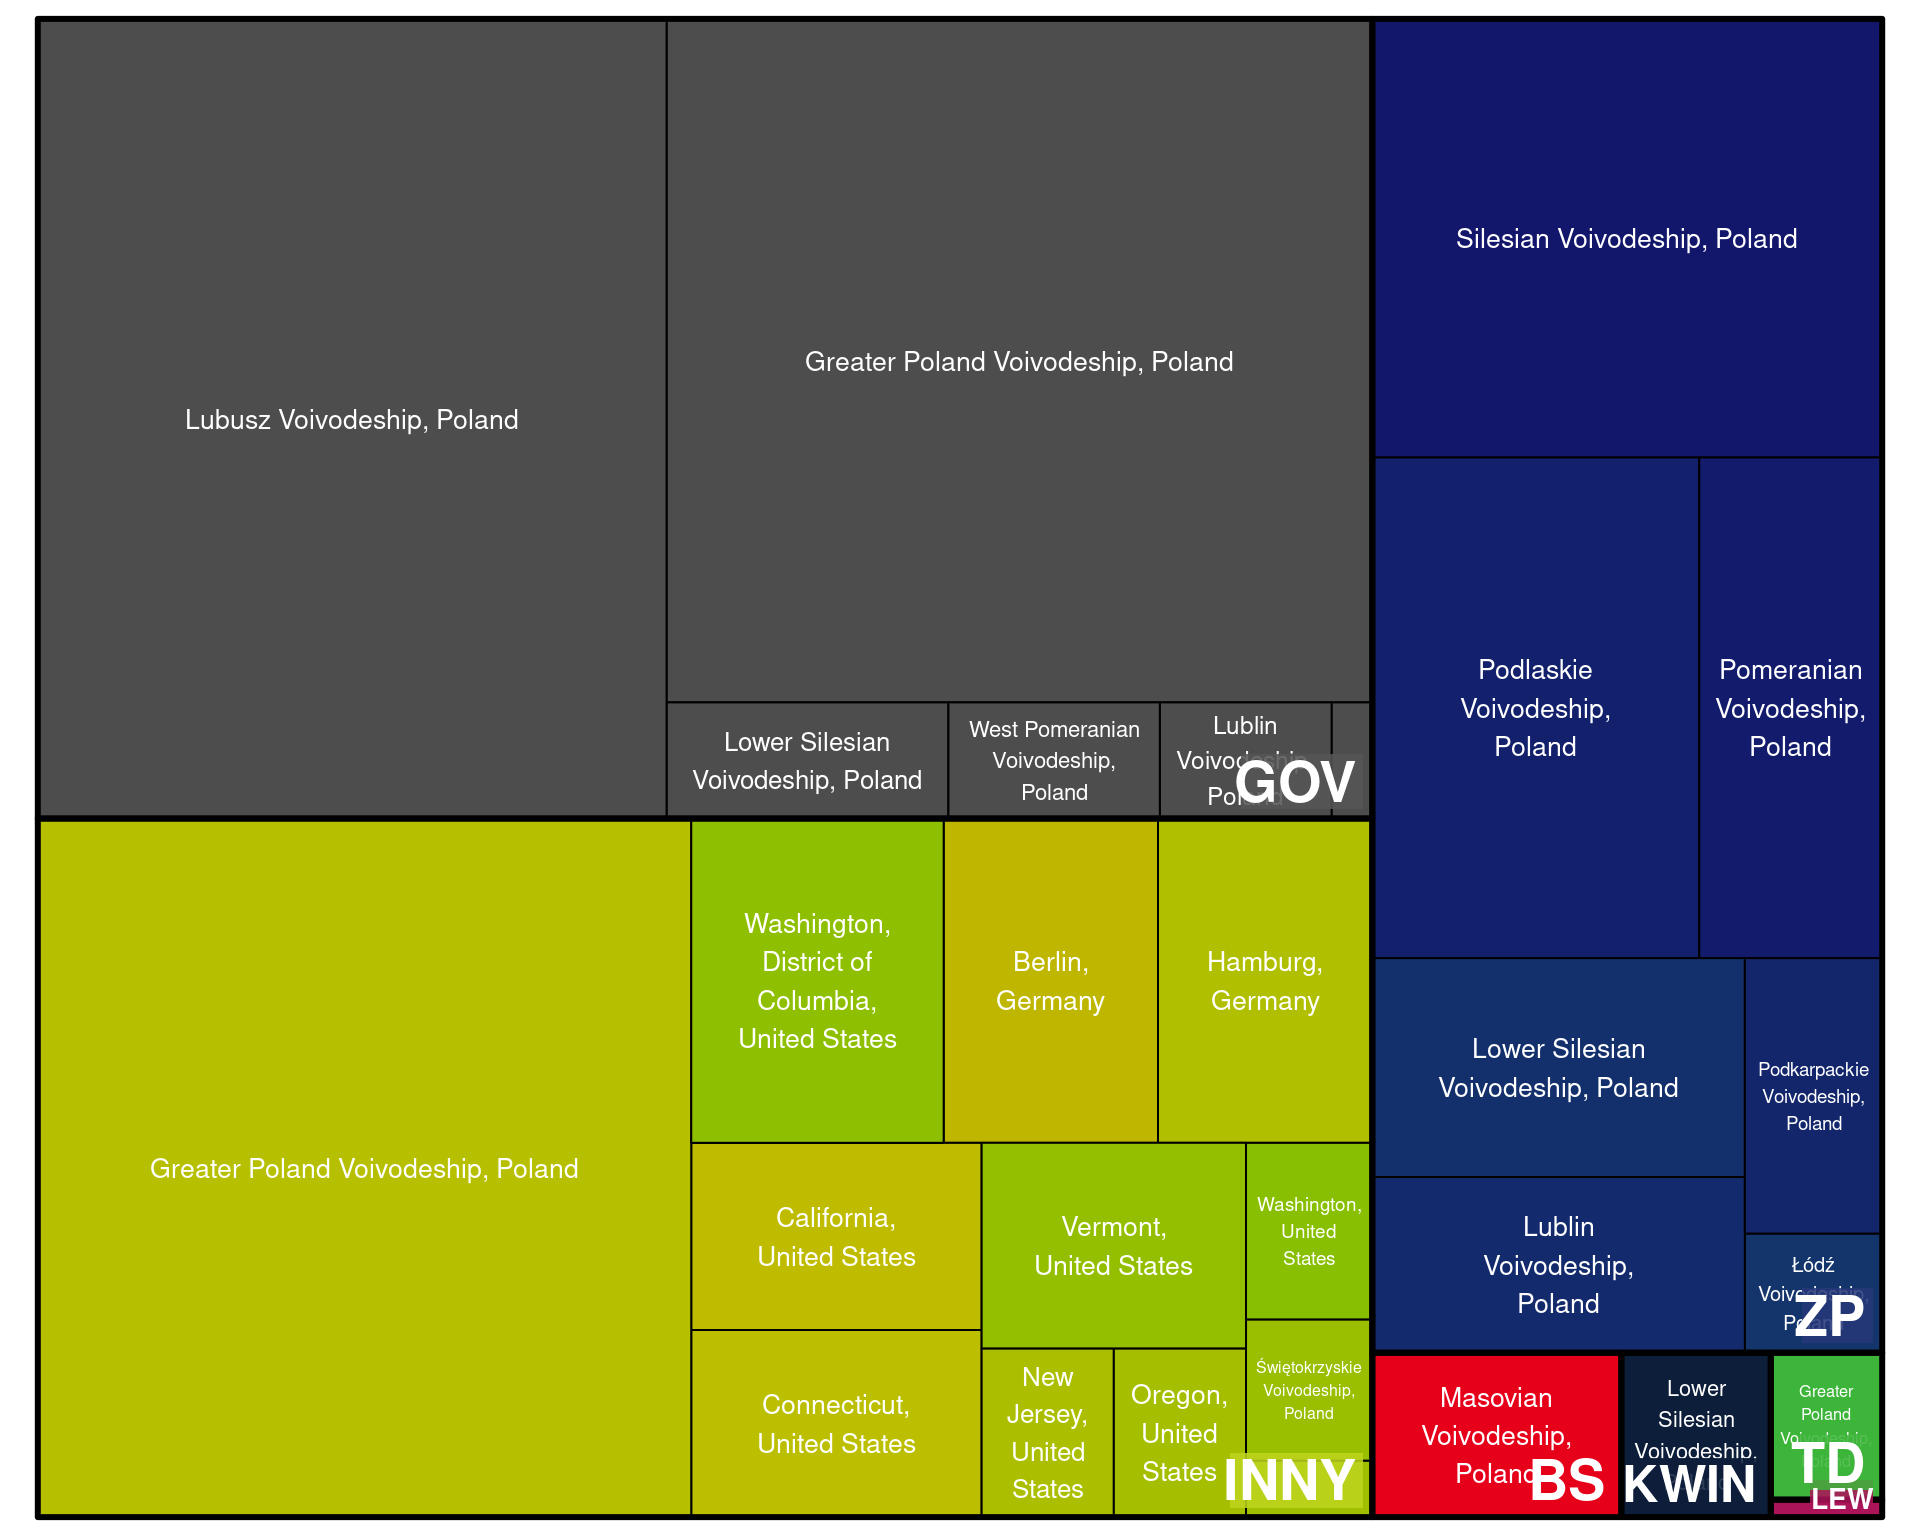 Lubusz Voivodeship, Poland
Greater Poland Voivodeship, Poland
Lower Silesian
Voivodeship, Poland
West Pomeranian
Voivodeship,
Poland
Lublin
Voivodeship,
Poland
GOV
Greater Poland Voivodeship, Poland
Washington,
District of
Columbia,
United States
Berlin,
Germany
Hamburg,
Germany
California,
United States
Connecticut,
United States
Vermont,
United States
Washington,
United
States
New
Jersey,
United
States
Oregon,
United
States
Świętokrzyskie
Voivodeship,
Poland
INNY
Silesian Voivodeship, Poland
Podlaskie
Voivodeship,
Poland
Pomeranian
Voivodeship,
Poland
Lower Silesian
Voivodeship, Poland
Podkarpackie
Voivodeship,
Poland
Lublin
Voivodeship,
Poland
Łódź
Voivodeship,
Poland
ZP
Masovian
Voivodeship,
Poland
BS
Lower
Silesian
Voivodeship,
KWIN
Greater
Poland
Voivodeship,
TD
LEW